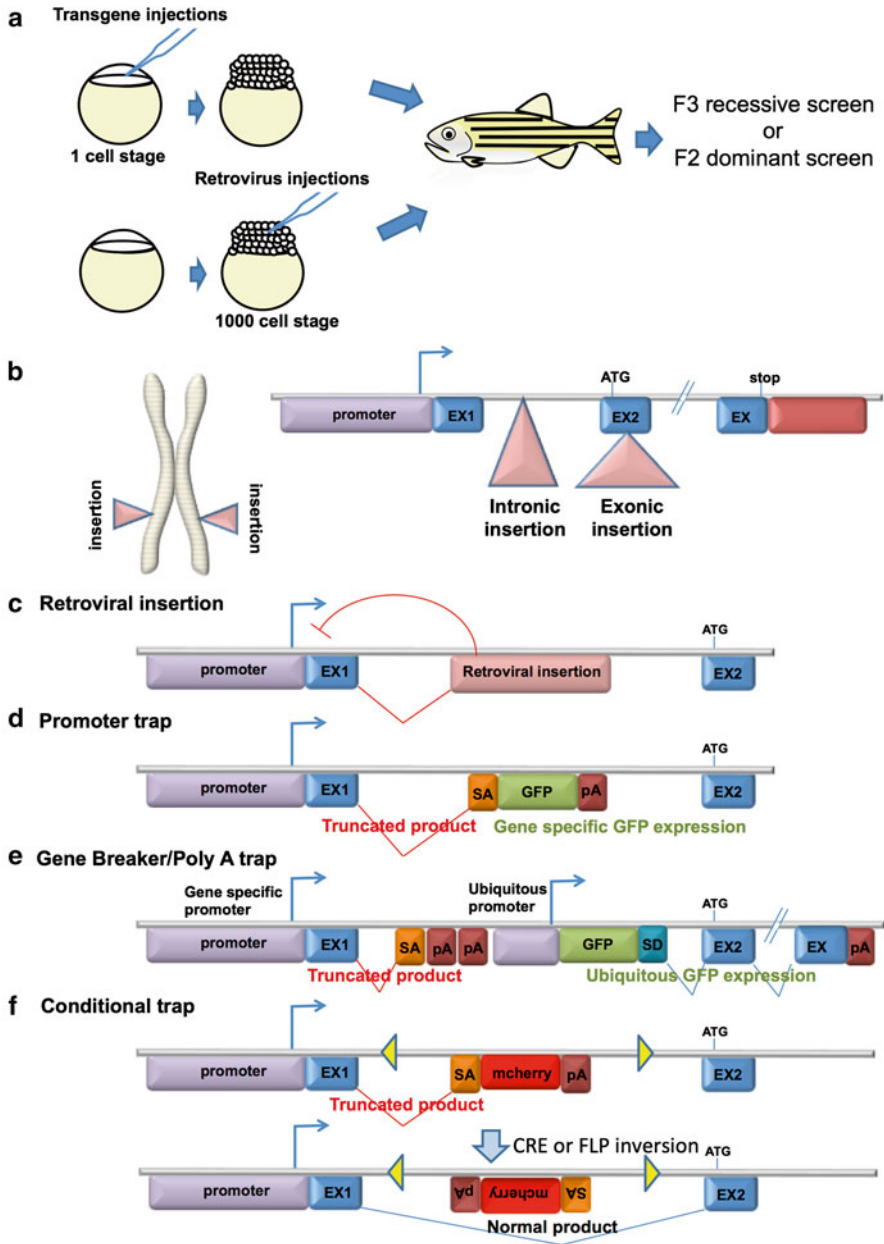 a
Transgene injections
1 cell stage
Retrovirus injections
1000 cell stage
F3 recessive screen
or
F2 dominant screen
b
insertion
insertion
promoter
EX1
ATG
EX2
stop
EX
Intronic
insertion
Exonic
insertion
c Retroviral insertion
promoter
EX1
Retroviral insertion
ATG
EX2
d Promoter trap
promoter
EX1
SA
GFP
pA
ATG
EX2
Truncated product
Gene specific GFP expression
e Gene Breaker/Poly A trap
Gene specific
promoter
Ubiquitous
promoter
ATG
promoter
EX1
SA
pA
pA
GFP
SD
EX2
EX
pA
Truncated product
Ubiquitous GFP expression
f Conditional trap
ATG
promoter
EX1
SA
mcherry
pA
EX2
Truncated product
CRE or FLP inversion
ATG
promoter
EX1
pA
mcherry
SA
EX2
Normal product